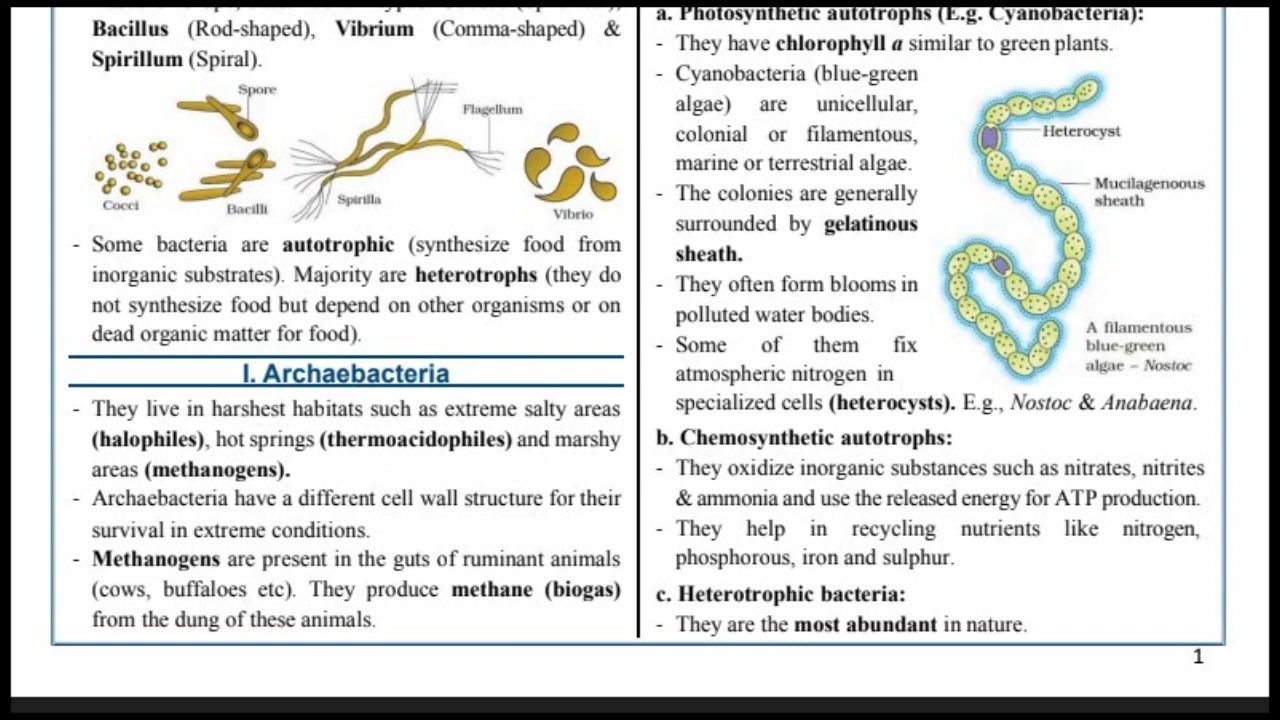 Bacillus (Rod-shaped), Vibrium (Comma-shaped) &
Spirillum (Spiral).
Spore
Flagellum
Cocci
Bacilli
Spirilla
Vibrio
- Some bacteria are autotrophic (synthesize food from
inorganic substrates). Majority are heterotrophs (they do
not synthesize food but depend on other organisms or on
dead organic matter for food).
I. Archaebacteria
- They live in harshest habitats such as extreme salty areas
(halophiles), hot springs (thermoacidophiles) and marshy
areas (methanogens).
- Archaebacteria have a different cell wall structure for their
survival in extreme conditions.
- Methanogens are present in the guts of ruminant animals
(cows, buffaloes etc). They produce methane (biogas)
from the dung of these animals.
a. Photosynthetic autotrophs (E.g. Cyanobacteria):
- They have chlorophyll a similar to green plants.
- Cyanobacteria (blue-green
algae) are unicellular,
colonial or filamentous,
marine or terrestrial algae.
- The colonies are generally
surrounded by gelatinous
sheath.
- They often form blooms in
polluted water bodies.
- Some of them fix
atmospheric nitrogen in
specialized cells (heterocysts). E.g., Nostoc & Anabaena.
Heterocyst
Mucilagenoous
sheath
A filamentous
blue-green
algae – Nostoc
b. Chemosynthetic autotrophs:
- They oxidize inorganic substances such as nitrates, nitrites
& ammonia and use the released energy for ATP production.
- They help in recycling nutrients like nitrogen,
phosphorous, iron and sulphur.
c. Heterotrophic bacteria:
- They are the most abundant in nature.
1